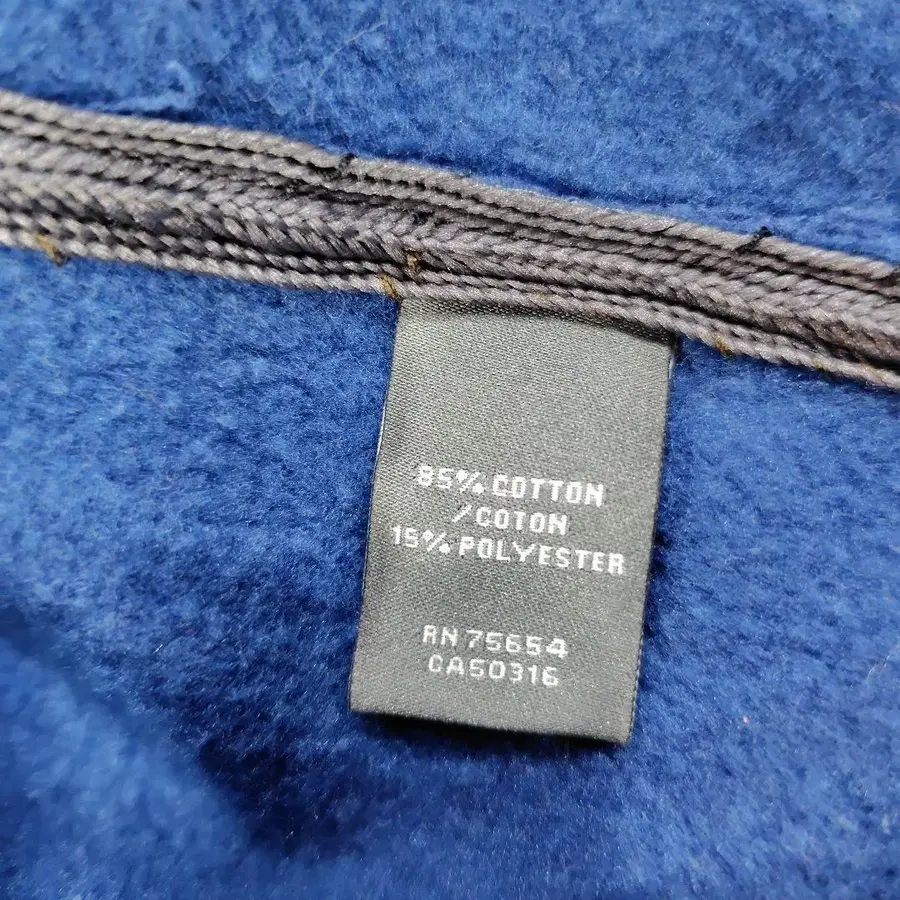 85% COTTON
/COTON
15% POLYESTER
RN 75654
CA50316